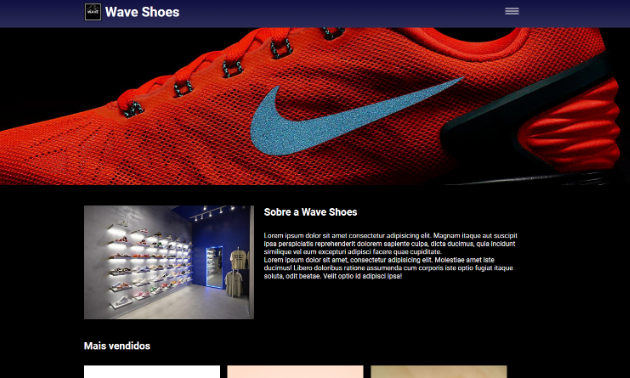 Wave Shoes
Sobre a Wave Shoes
Lorem ipsum dolor sit amet consectetur adipisicing elit. Magnam itaque aut suscipit
ipsa perspiciatis reprehenderit dolorem sapiente culpa, dicta ducimus, quia incidunt
similique vel eum excepturi adipisci facere quae cupiditate.
Lorem ipsum dolor sit amet, consectetur adipisicing elit. Molestiae amet iste
ducimus! Libero doloribus ratione assumenda cum corporis iste optio fugiat itaque
soluta, odit beatae. Velit optio id adipisci ipsa!
Mais vendidos